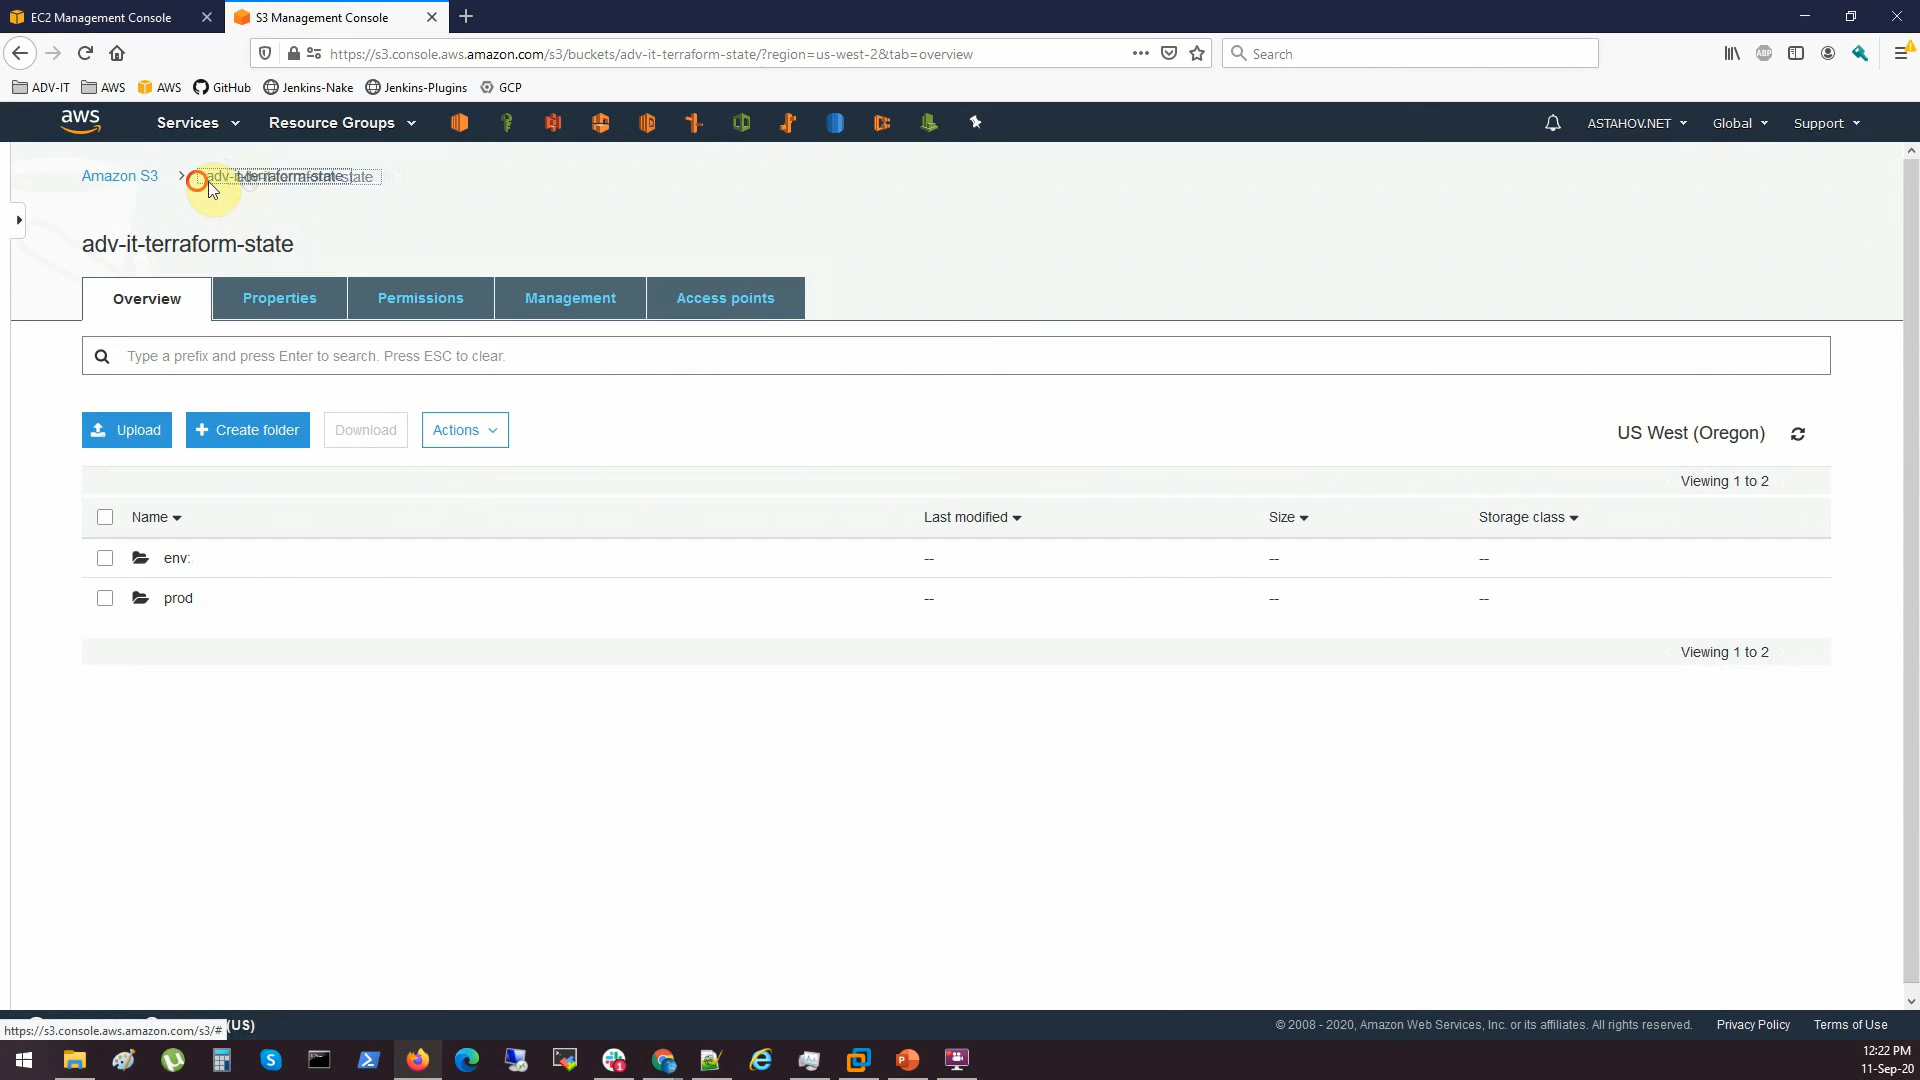 EC2 Management Console
S3 Management Console
https://s3.console.aws.amazon.com/s3/buckets/adv-it-terraform-state/?region=us-west-2&tab=overview
Search
ABP
ADV-IT
AWS
AWS
GitHub
Jenkins-Nake
Jenkins-Plugins
GCP
aws
Services
Resource Groups
ASTAHOV.NET
Global
Support
Amazon S3
adv-it-terraform-state
adv-it-terraform-state
Overview
Properties
Permissions
Management
Access points
Type a prefix and press Enter to search. Press ESC to clear.
Upload
Create folder
Download
Actions
US West (Oregon)
Viewing 1 to 2
Name
Last modified
Size
Storage class
env:
--
--
--
prod
--
--
--
Viewing 1 to 2
https://s3.console.aws.amazon.com/s3/#
(US)
© 2008 - 2020, Amazon Web Services, Inc. or its affiliates. All rights reserved.
Privacy Policy
Terms of Use
12:22 PM
11-Sep-20